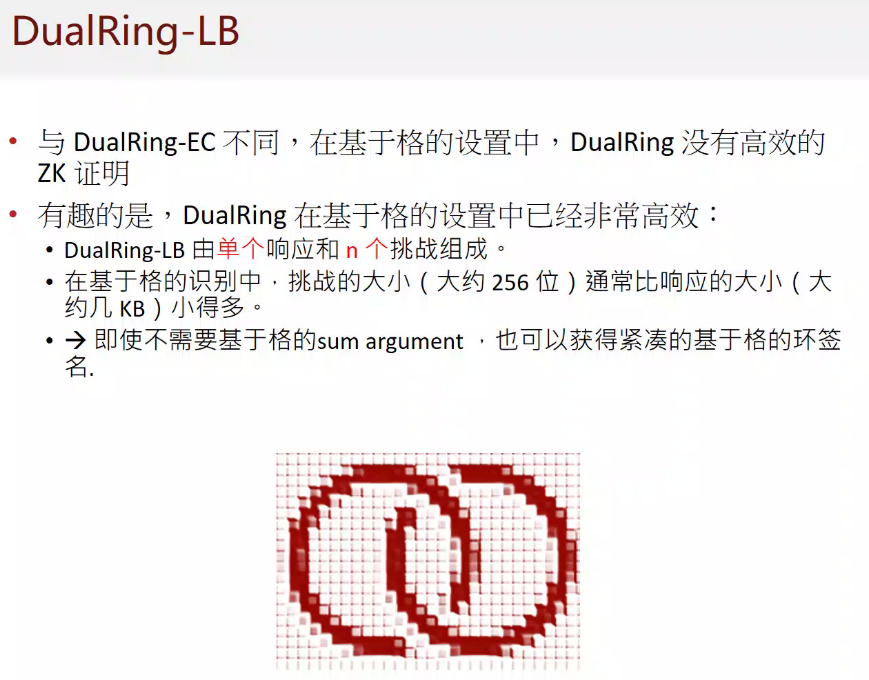 DualRing-LB
• 与 DualRing-EC 不同，在基于格的设置中，DualRing 没有高效的
ZK 证明
• 有趣的是，DualRing 在基于格的设置中已经非常高效：
• DualRing-LB 由单个响应和 n 个挑战组成。
• 在基于格的识别中，挑战的大小（大约 256 位）通常比响应的大小（大
约几 KB）小得多。
• → 即使不需要基于格的sum argument ，也可以获得紧凑的基于格的环签
名.